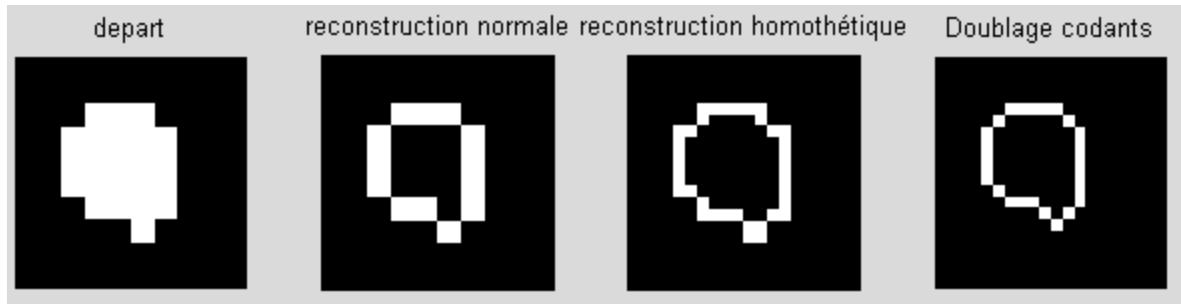 depart
reconstruction normale
reconstruction homothétique
Doublage codants